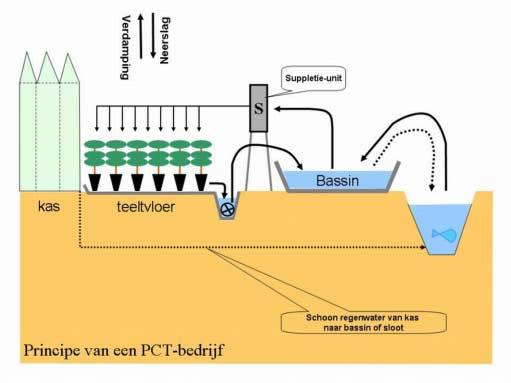 Verdamping
Neerslag
Suppletie-unit
S
Bassin
kas
teeltvloer
Schoon regenwater van kas
naar bassin of sloot
Principe van een PCT-bedrijf